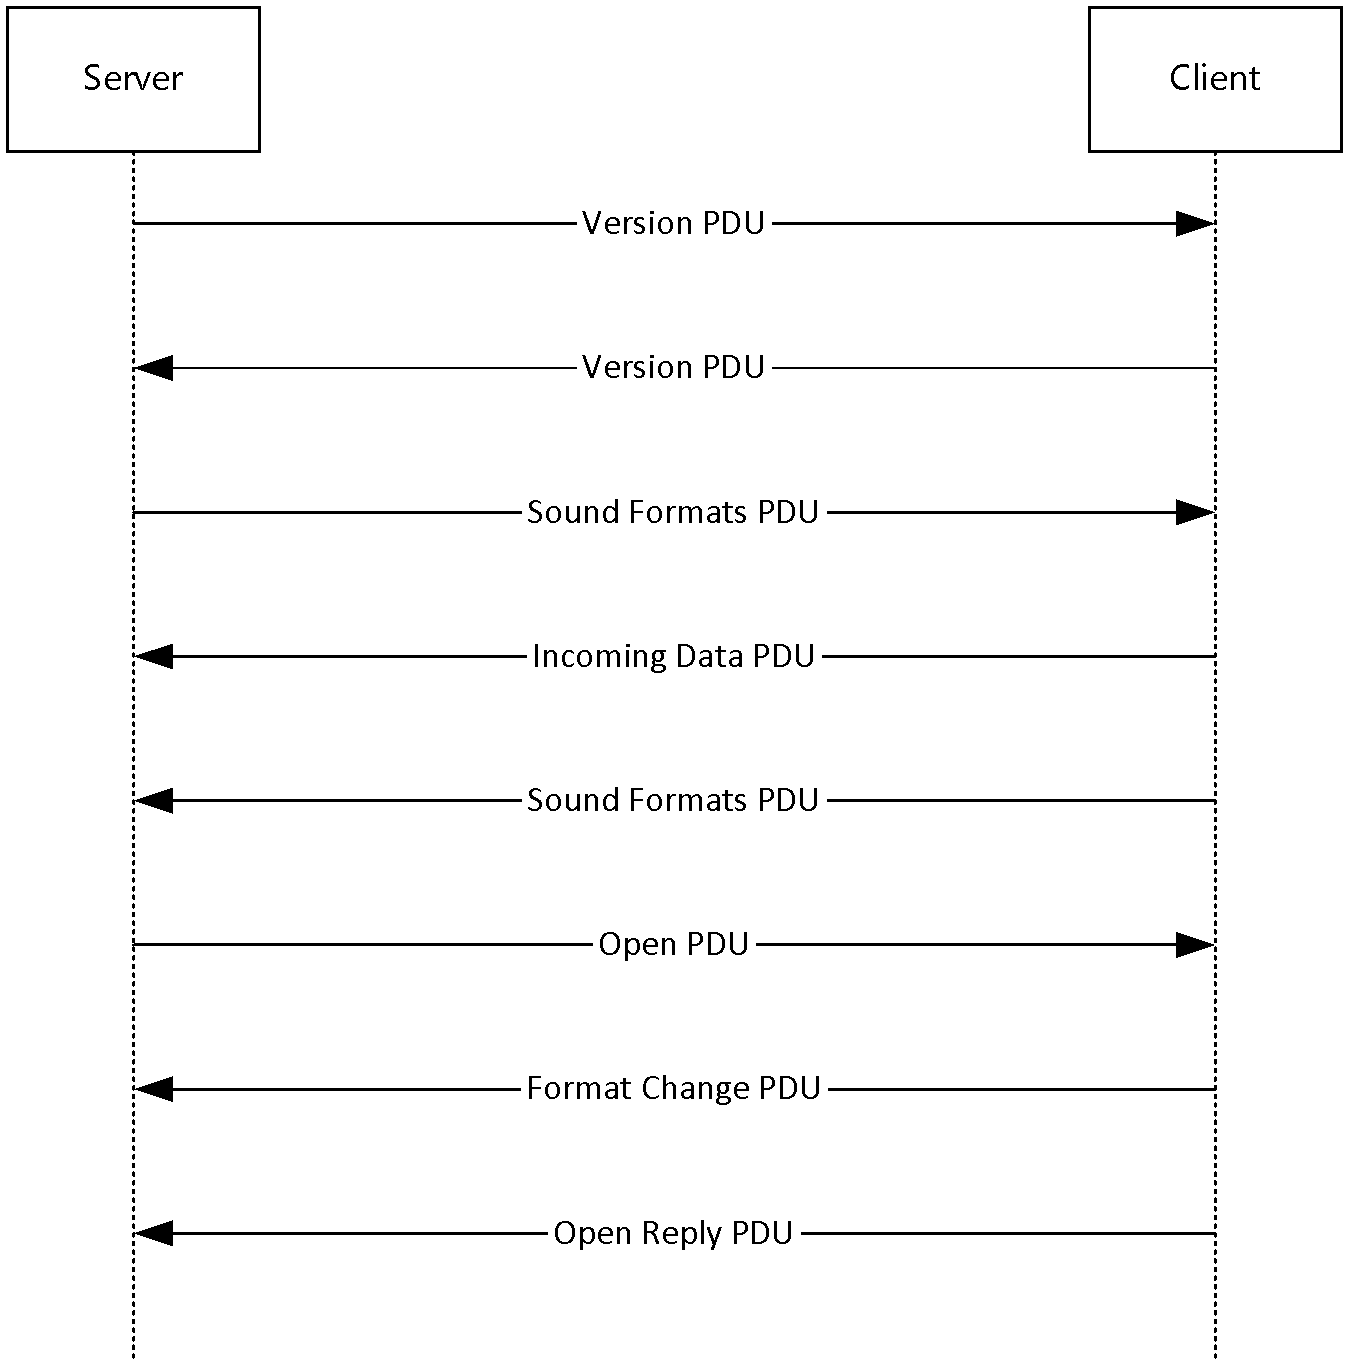 Server
Client
Version PDU
Version PDU
Sound Formats PDU
Incoming Data PDU
Sound Formats PDU
Open PDU
Format Change PDU
Open Reply PDU